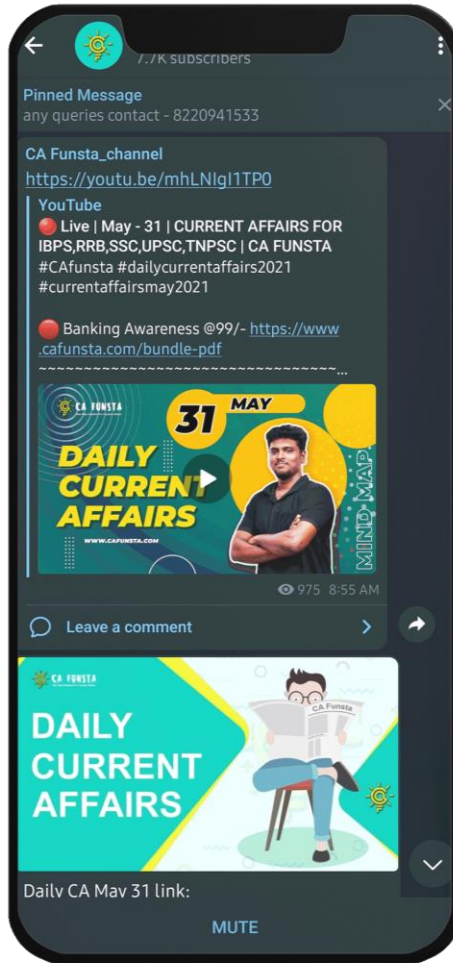 7.7K subscribers
Pinned Message
any queries contact - 8220941533
CA Funsta_channel
https://youtu.be/mhLNIgI1TP0
YouTube
🔴 Live | May - 31 | CURRENT AFFAIRS FOR
IBPS,RRB,SSC,UPSC,TNPSC | CA FUNSTA
#CAfunsta #dailycurrentaffairs2021
#currentaffairsmay2021
🔴 Banking Awareness @99/- https://www
.cafunsta.com/bundle-pdf
~~~~~~~~~~~~~~~~~~~~~~~~~~~~~~~~~...
CA FUNSTA
31 MAY
DAILY
CURRENT
AFFAIRS
WWW.CAFUNSTA.COM
MIND MAP
975 8:55 AM
Leave a comment
CA FUNSTA
CA Funsta
DAILY
CURRENT
AFFAIRS
Daily CA May 31 link:
MUTE